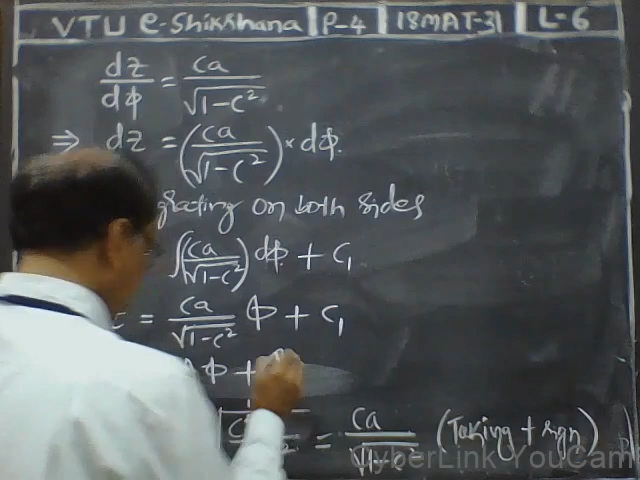 VTU e-Shikshana | P-4 | 18MAT-31 | L-6
dz/dφ = ca/√(1-c²)
⇒ dz = (ca/√(1-c²)) × dφ.
grating on both sides
∫(ca/√(1-c²)) dφ + C₁
= ca/√(1-c²) φ + C₁
φ +
= ca/√(1-c²) (Taking + sgn)
CyberLink YouCam